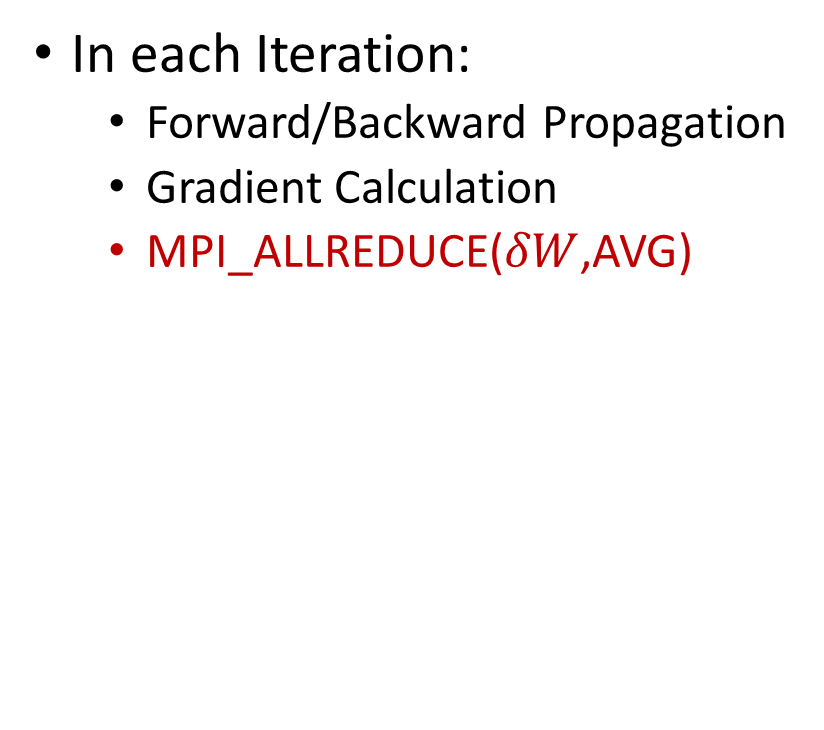 • In each Iteration:
• Forward/Backward Propagation
• Gradient Calculation
• MPI_ALLREDUCE(𝛿𝑊,AVG)